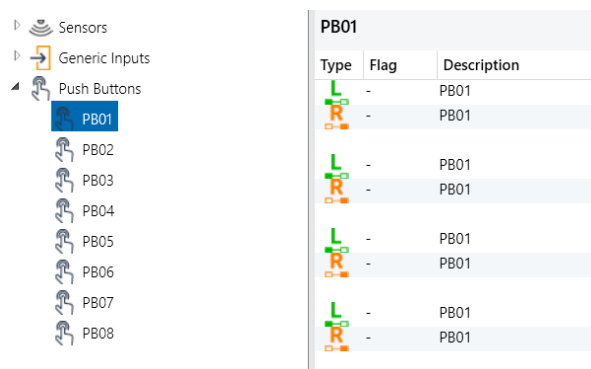 Sensors
Generic Inputs
Push Buttons
PB01
PB02
PB03
PB04
PB05
PB06
PB07
PB08
PB01
Type Flag Description
L - PB01
R - PB01
L - PB01
R - PB01
L - PB01
R - PB01
L - PB01
R - PB01